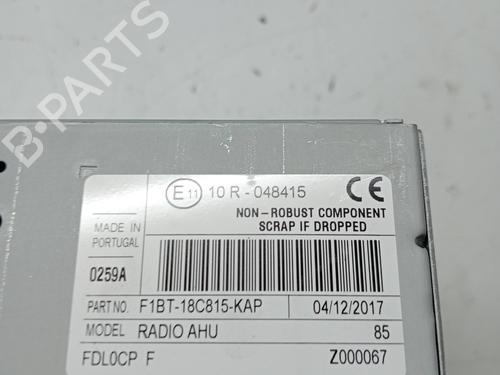 B-PARTS
E11 10 R - 048415 CE
NON-ROBUST COMPONENT
SCRAP IF DROPPED
MADE IN
PORTUGAL
0259A
PART NO. F1BT-18C815-KAP 04/12/2017
MODEL RADIO AHU 85
FDL0CP F Z000067